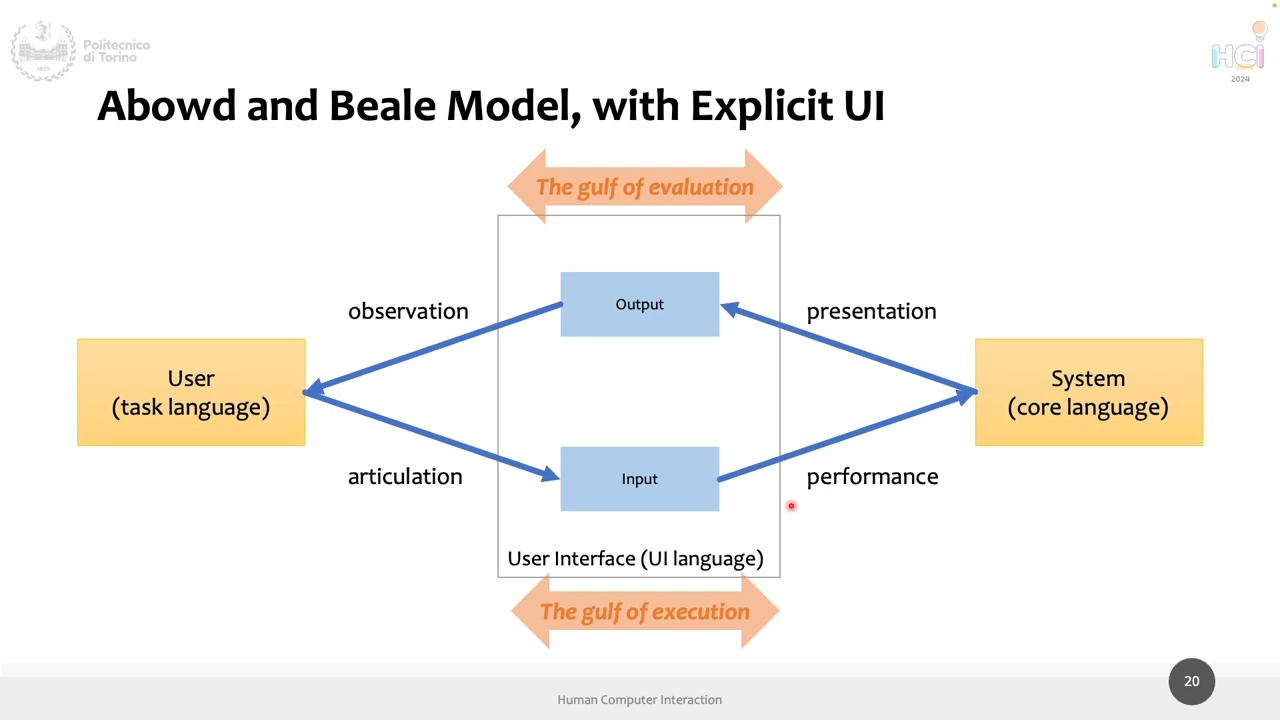 Politecnico
di Torino
1859
HCI
2024
Abowd and Beale Model, with Explicit UI
The gulf of evaluation
Output
observation
presentation
User
(task language)
System
(core language)
Input
articulation
performance
User Interface (UI language)
The gulf of execution
20
Human Computer Interaction